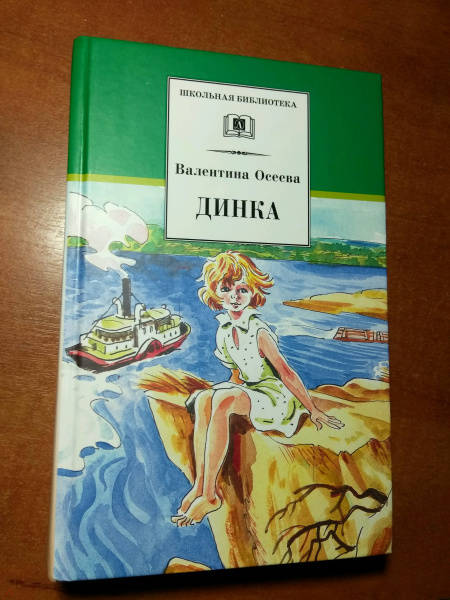 ШКОЛЬНАЯ БИБЛИОТЕКА
Валентина Осеева
ДИНКА